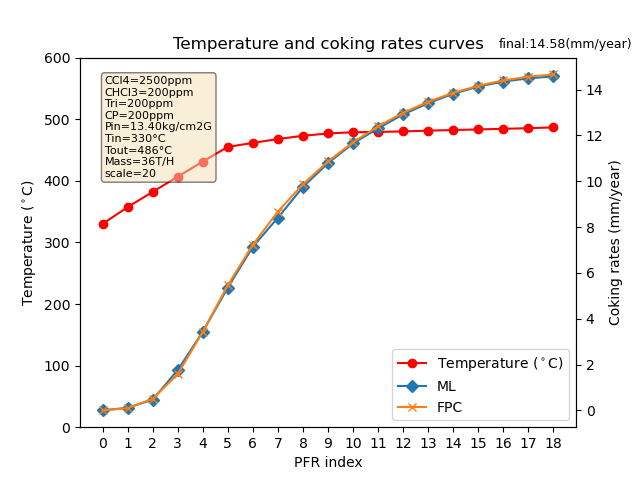 Temperature and coking rates curves
final:14.58(mm/year)
CCl4=2500ppm
CHCl3=200ppm
Tri=200ppm
CP=200ppm
Pin=13.40kg/cm2G
Tin=330°C
Tout=486°C
Mass=36T/H
scale=20
600
500
400
300
200
100
0
Temperature (°C)
14
12
10
8
6
4
2
0
Coking rates (mm/year)
Temperature (°C)
ML
FPC
0 1 2 3 4 5 6 7 8 9 10 11 12 13 14 15 16 17 18
PFR index